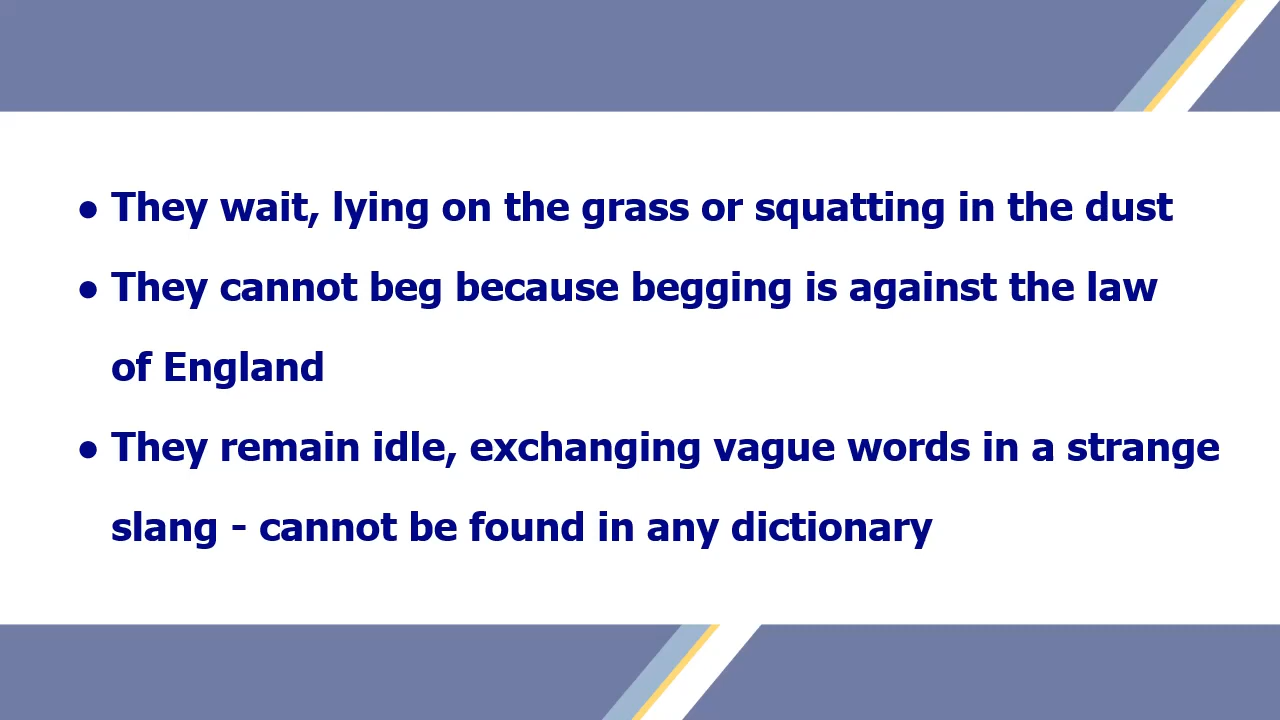 ● They wait, lying on the grass or squatting in the dust
● They cannot beg because begging is against the law
of England
● They remain idle, exchanging vague words in a strange
slang - cannot be found in any dictionary